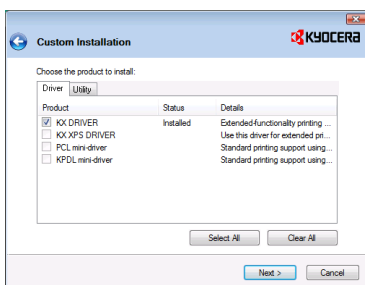 KYOCERA
Custom Installation
Choose the product to install:
Driver Utility
Product Status Details
KX DRIVER Installed Extended-functionality printing ...
KX XPS DRIVER Use this driver for extended pri...
PCL mini-driver Standard printing support using...
KPDL mini-driver Standard printing support using...
Select All Clear All
Next > Cancel